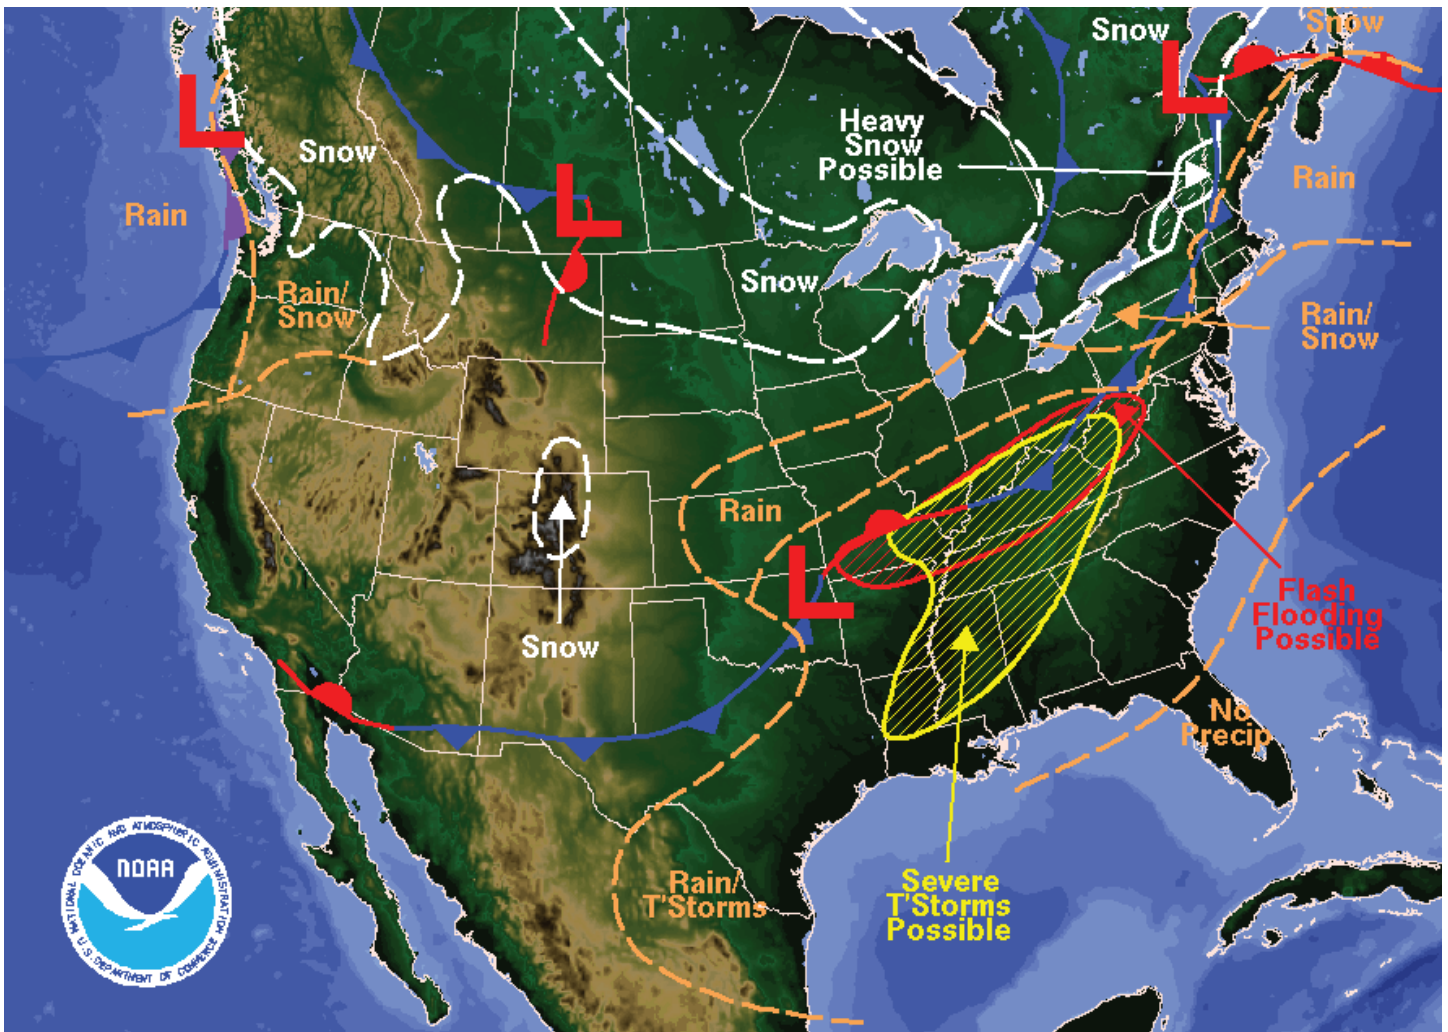 Snow
Snow
L
L
Heavy
Snow
Possible
Snow
L
Rain
Rain
Snow
Rain/
Snow
Rain/
Snow
Rain
L
Snow
Flash
Flooding
Possible
No
Precip
Rain/
T'Storms
Severe
T'Storms
Possible
NATIONAL OCEANIC AND ATMOSPHERIC ADMINISTRATION
NOAA
U.S. DEPARTMENT OF COMMERCE